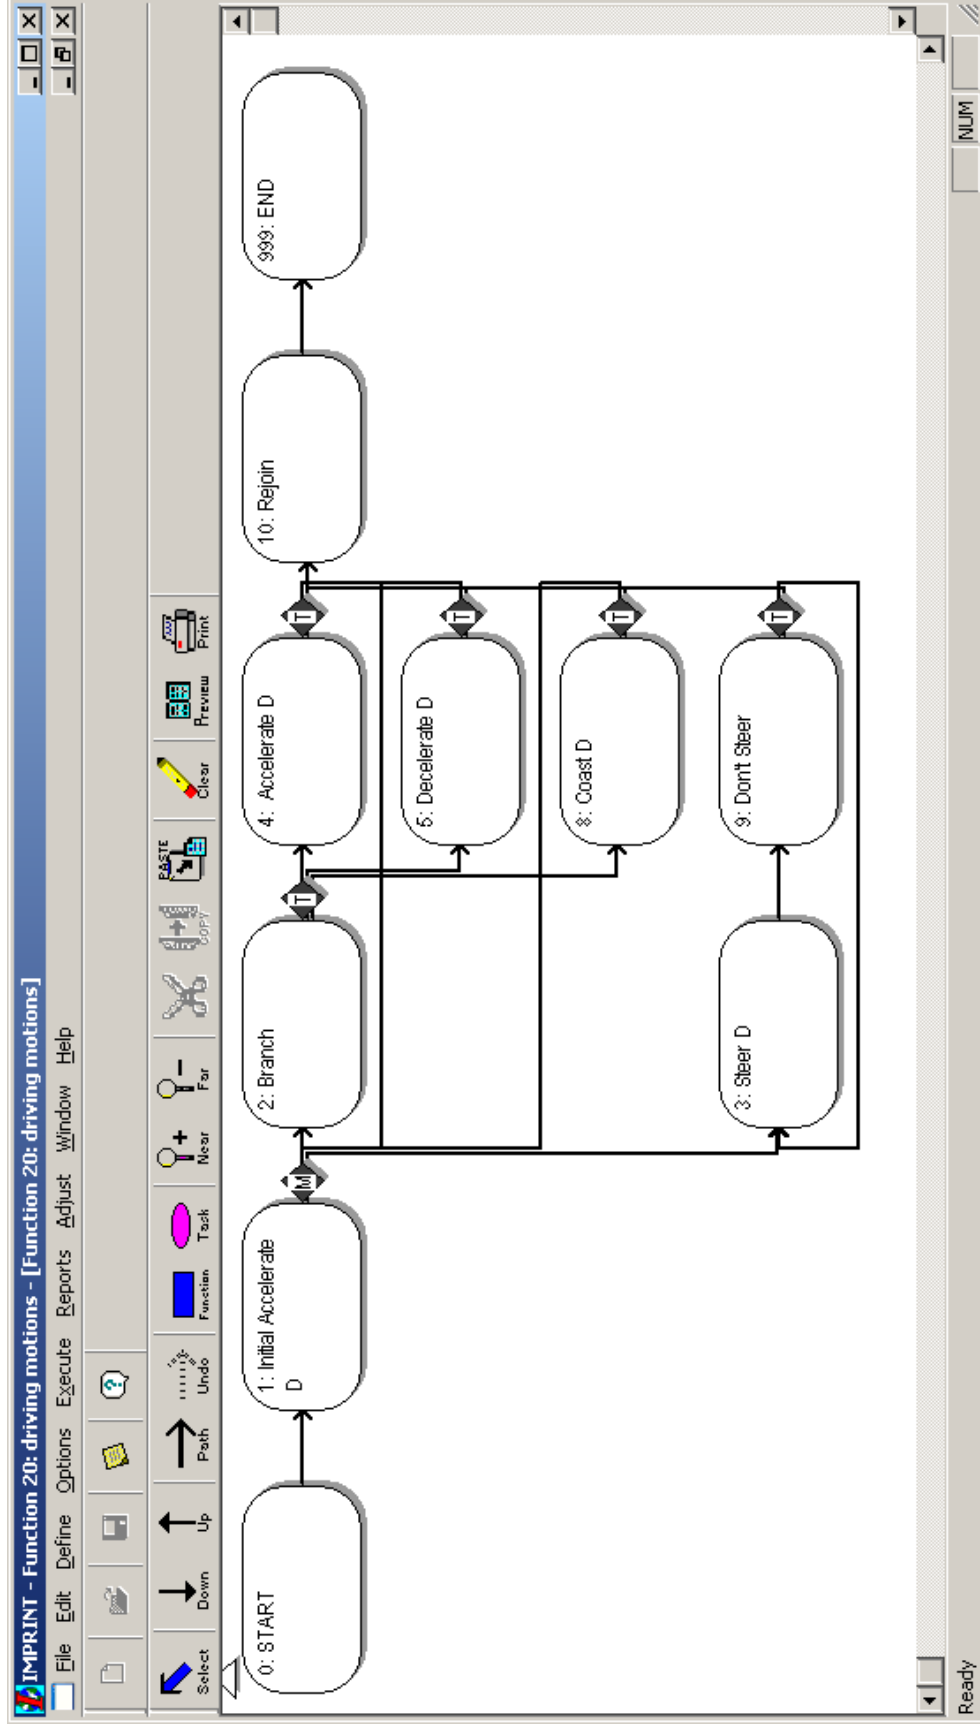 IMPRINT - Function 20: driving motions - [Function 20: driving motions]
File Edit Define Options Execute Reports Adjust Window Help
Select Down Up Path Undo Function Task Near Far COPY PASTE Clear Preview Print
0: START
1: Initial Accelerate
D
M
2: Branch
T
4: Accelerate D
T
10: Rejoin
999: END
5: Decelerate D
T
8: Coast D
T
3: Steer D
9: Don't Steer
T
Ready
NUM